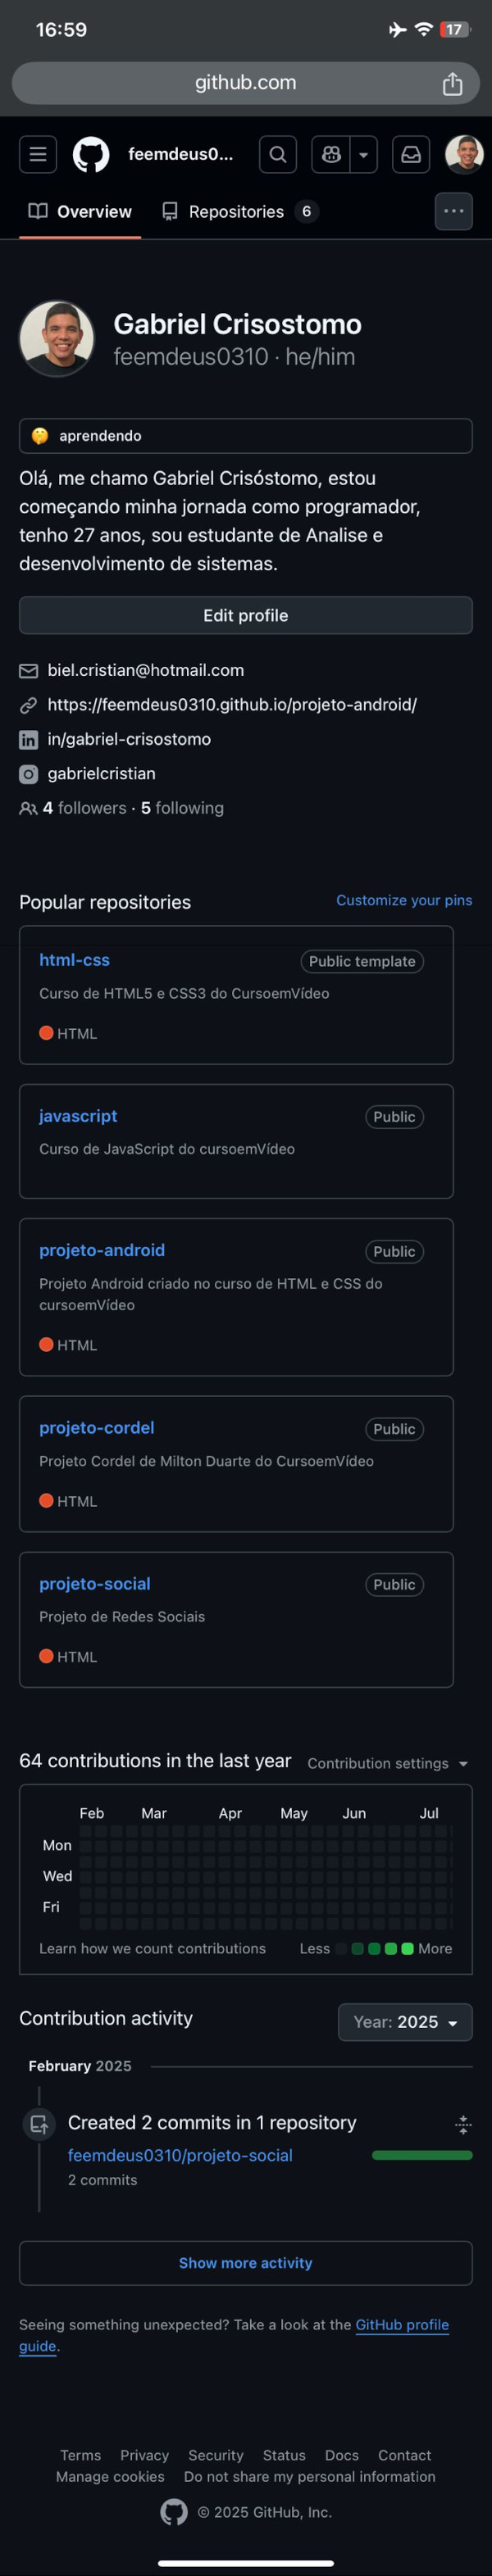 16:59
17
github.com
feemdeus0...
Overview
Repositories 6
Gabriel Crisostomo
feemdeus0310 · he/him
aprendendo
Olá, me chamo Gabriel Crisóstomo, estou
começando minha jornada como programador,
tenho 27 anos, sou estudante de Analise e
desenvolvimento de sistemas.
Edit profile
biel.cristian@hotmail.com
https://feemdeus0310.github.io/projeto-android/
in/gabriel-crisostomo
gabrielcristian
4 followers · 5 following
Popular repositories
Customize your pins
html-css
Public template
Curso de HTML5 e CSS3 do CursoemVídeo
HTML
javascript
Public
Curso de JavaScript do cursoemVídeo
projeto-android
Public
Projeto Android criado no curso de HTML e CSS do
cursoemVídeo
HTML
projeto-cordel
Public
Projeto Cordel de Milton Duarte do CursoemVídeo
HTML
projeto-social
Public
Projeto de Redes Sociais
HTML
64 contributions in the last year
Contribution settings
Feb Mar Apr May Jun Jul
Mon
Wed
Fri
Learn how we count contributions
Less More
Contribution activity
Year: 2025
February 2025
Created 2 commits in 1 repository
feemdeus0310/projeto-social
2 commits
Show more activity
Seeing something unexpected? Take a look at the GitHub profile
guide.
Terms Privacy Security Status Docs Contact
Manage cookies Do not share my personal information
© 2025 GitHub, Inc.